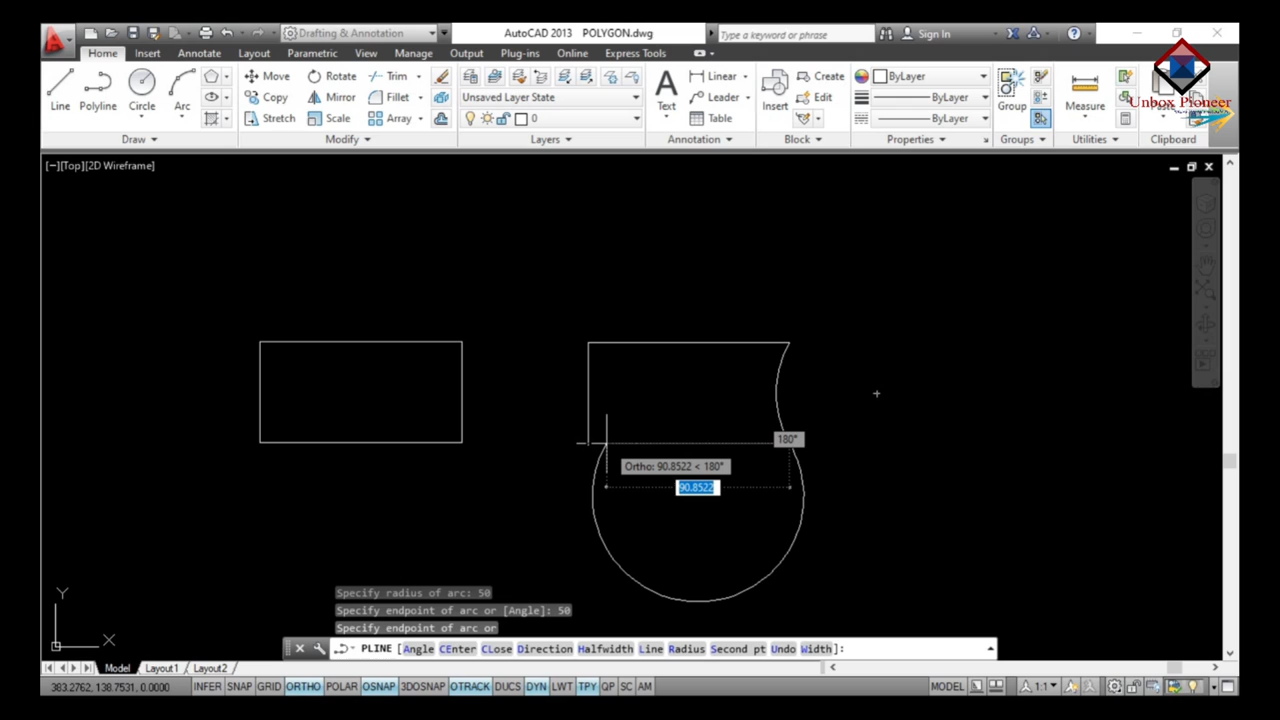 Drafting & Annotation AutoCAD 2013 POLYGON.dwg Type a keyword or phrase Sign In
Home Insert Annotate Layout Parametric View Manage Output Plug-ins Online Express Tools
Line Polyline Circle Arc
Move Rotate Trim
Copy Mirror Fillet
Stretch Scale Array
Unsaved Layer State
0
Text
Linear
Leader
Table
Insert
Create
Edit
ByLayer
ByLayer
ByLayer
Group
Measure
Unbox Pioneer
Draw Modify Layers Annotation Block Properties Groups Utilities Clipboard
[−][Top][2D Wireframe]
180°
Ortho: 90.8522 < 180°
90.8522
Y
X
Specify radius of arc: 50
Specify endpoint of arc or [Angle]: 50
Specify endpoint of arc or
PLINE [Angle CEnter CLose Direction Halfwidth Line Radius Second pt Undo Width]:
Model Layout1 Layout2
383.2762, 138.7531, 0.0000 INFER SNAP GRID ORTHO POLAR OSNAP 3DOSNAP OTRACK DUCS DYN LWT TPY QP SC AM MODEL 1:1